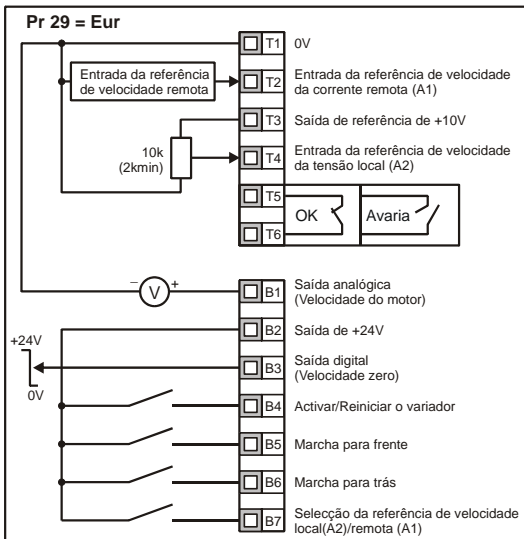 Pr 29 = Eur
T1 0V
Entrada da referência
de velocidade remota
T2 Entrada da referência de velocidade
da corrente remota (A1)
T3 Saída de referência de +10V
10k
(2kmin)
T4 Entrada da referência de velocidade
da tensão local (A2)
T5
OK
Avaria
T6
− V +
B1 Saída analógica
(Velocidade do motor)
B2 Saída de +24V
+24V
0V
B3 Saída digital
(Velocidade zero)
B4 Activar/Reiniciar o variador
B5 Marcha para frente
B6 Marcha para trás
B7 Selecção da referência de velocidade
local(A2)/remota (A1)